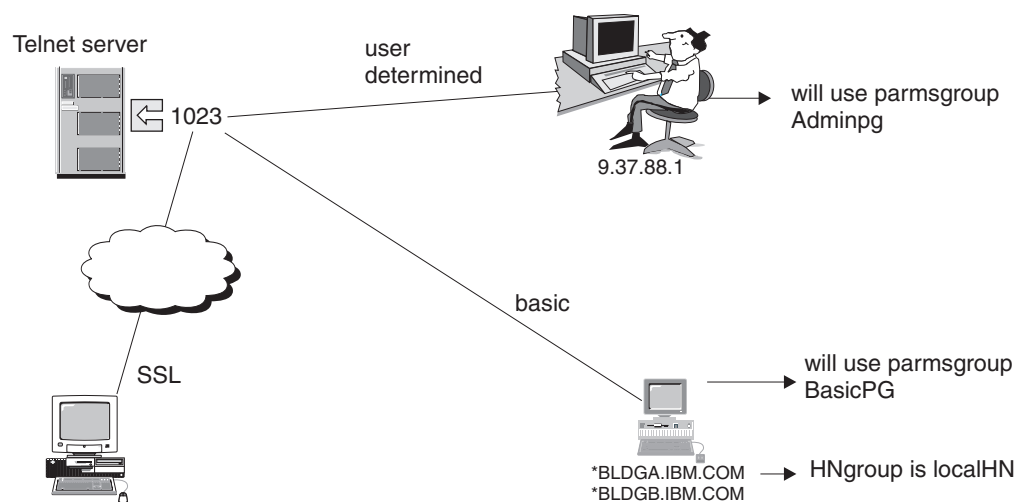 Telnet server
user
determined
1023
will use parmsgroup
Adminpg
9.37.88.1
basic
SSL
will use parmsgroup
BasicPG
*BLDGA.IBM.COM
*BLDGB.IBM.COM
HNgroup is localHN